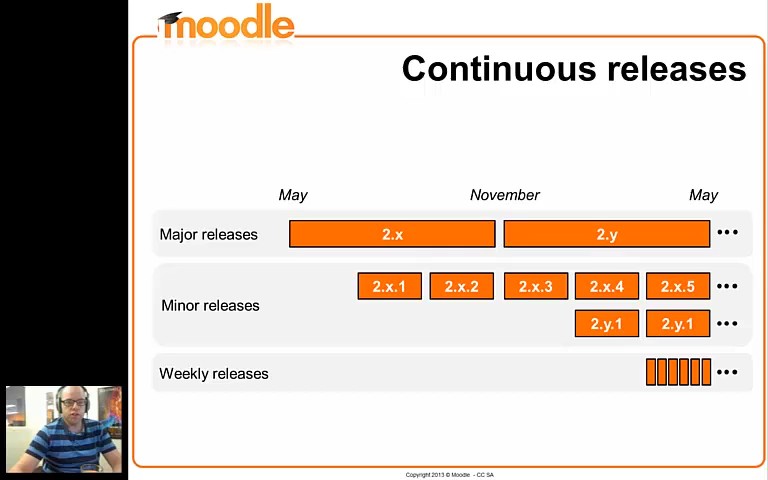 moodle
Continuous releases
May November May
Major releases 2.x 2.y •••
2.x.1 2.x.2 2.x.3 2.x.4 2.x.5 •••
Minor releases
2.y.1 2.y.1 •••
Weekly releases •••
Copyright 2013 © Moodle - CC SA